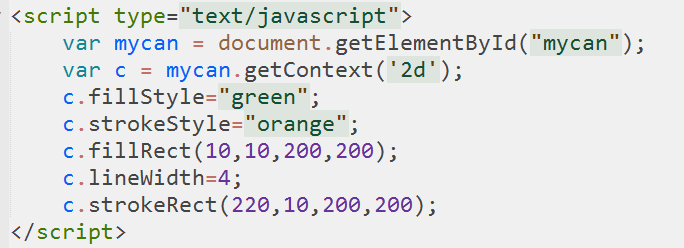 <script type="text/javascript">
var mycan = document.getElementById("mycan");
var c = mycan.getContext('2d');
c.fillStyle="green";
c.strokeStyle="orange";
c.fillRect(10,10,200,200);
c.lineWidth=4;
c.strokeRect(220,10,200,200);
</script>